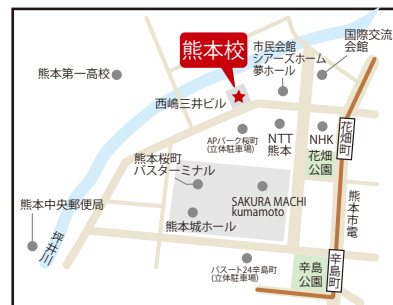 熊本校
市民会館
シアーズホーム
夢ホール
国際交流
会館
熊本第一高校
西嶋三井ビル
APパーク桜町
(立体駐車場)
NTT
熊本
NHK
花畑
公園
花畑町
熊本桜町
バスターミナル
SAKURA MACHI
kumamoto
熊本城ホール
熊本市電
熊本中央郵便局
坪井川
パスート24辛島町
(立体駐車場)
辛島
公園
辛島町